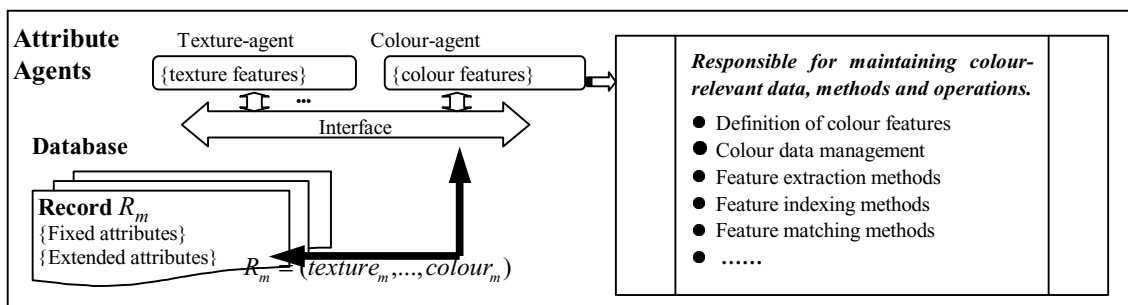 Attribute
Agents
Texture-agent
Colour-agent
{texture features}
{colour features}
...
Interface
Database
Record R_m
{Fixed attributes}
{Extended attributes}
R_m = (texture_m,...,colour_m)
Responsible for maintaining colour-
relevant data, methods and operations.
● Definition of colour features
● Colour data management
● Feature extraction methods
● Feature indexing methods
● Feature matching methods
● ……